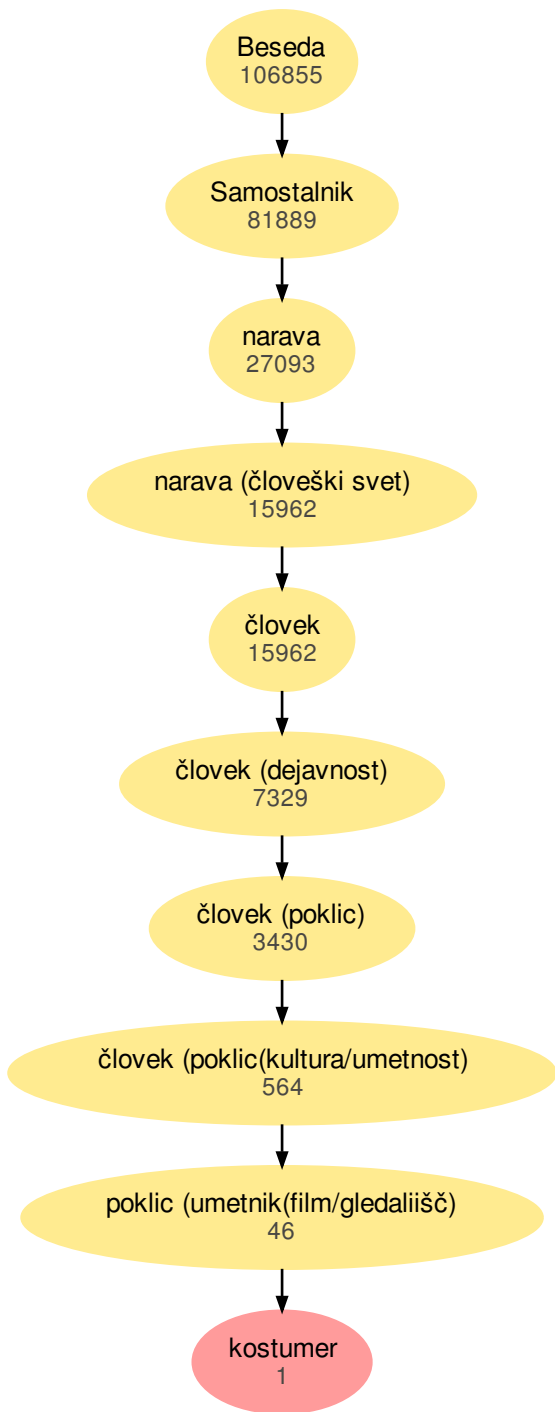 Beseda
106855
Samostalnik
81889
narava
27093
narava (človeški svet)
15962
človek
15962
človek (dejavnost)
7329
človek (poklic)
3430
človek (poklic(kultura/umetnost)
564
poklic (umetnik(film/gledaliišč)
46
kostumer
1